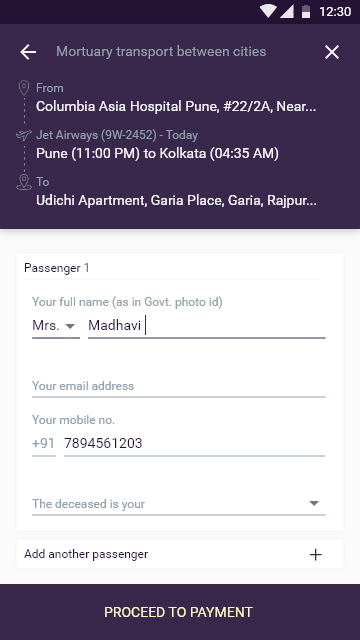 12:30
Mortuary transport between cities
From
Columbia Asia Hospital Pune, #22/2A, Near...
Jet Airways (9W-2452) - Today
Pune (11:00 PM) to Kolkata (04:35 AM)
To
Udichi Apartment, Garia Place, Garia, Rajpur...
Passenger 1
Your full name (as in Govt. photo id)
Mrs. Madhavi
Your email address
Your mobile no.
+91 7894561203
The deceased is your
Add another passenger
PROCEED TO PAYMENT